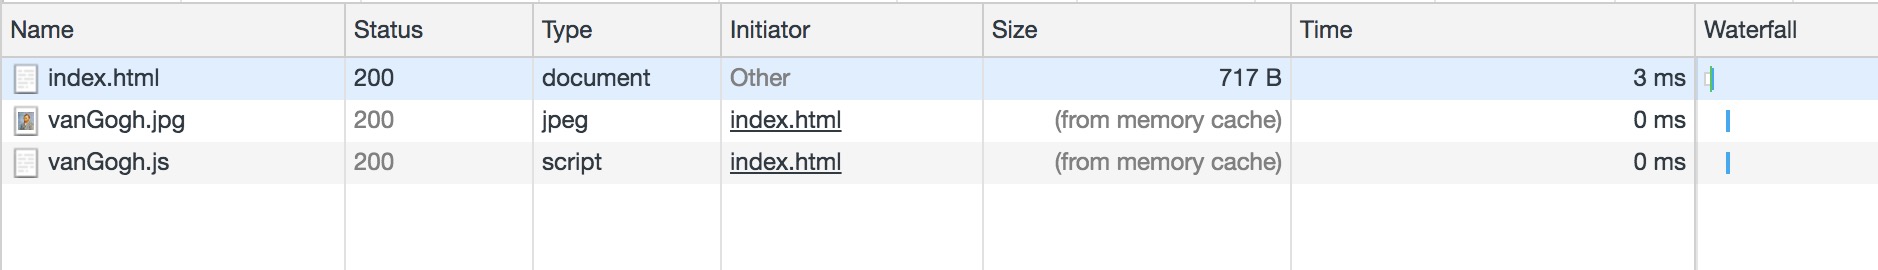 Name Status Type Initiator Size Time Waterfall
index.html 200 document Other 717 B 3 ms
vanGogh.jpg 200 jpeg index.html (from memory cache) 0 ms
vanGogh.js 200 script index.html (from memory cache) 0 ms